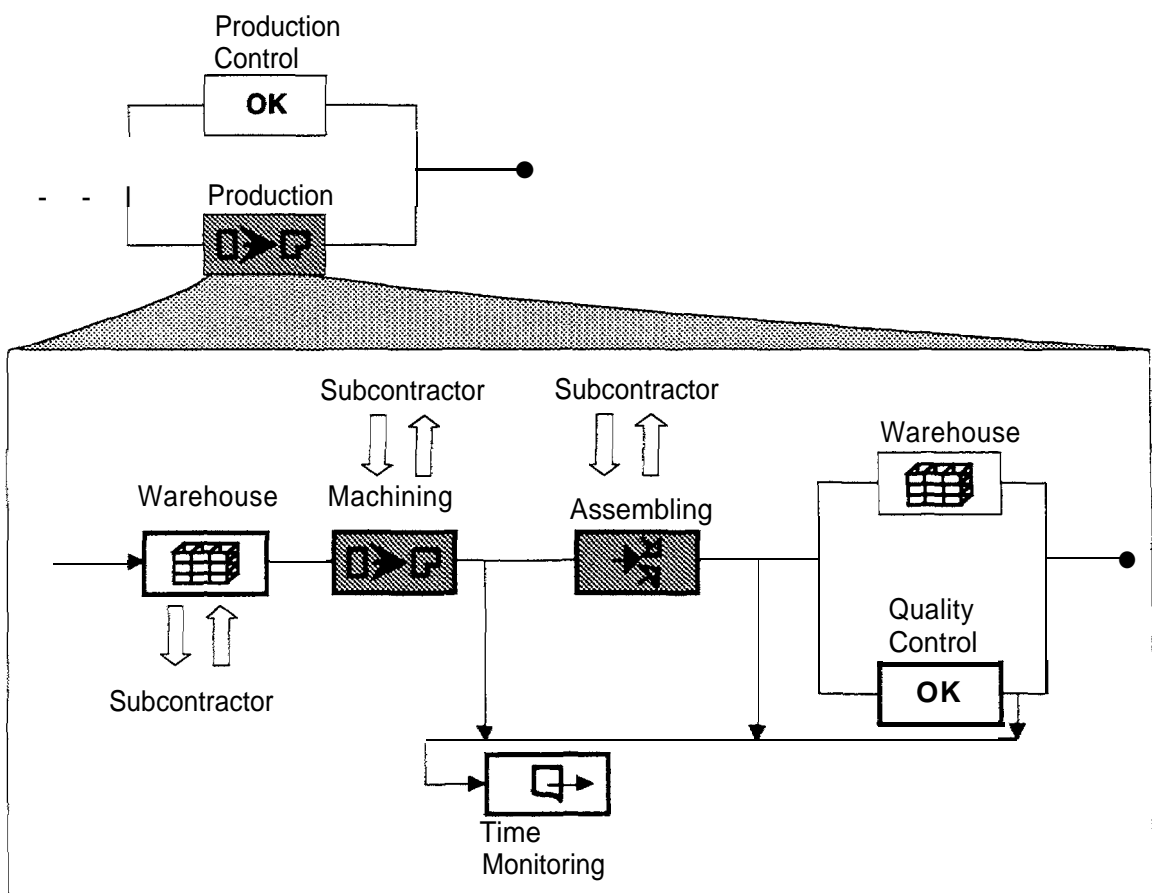 Production
Control
OK
Production
Subcontractor
Subcontractor
Warehouse
Warehouse
Machining
Assembling
Quality
Control
OK
Subcontractor
Time
Monitoring